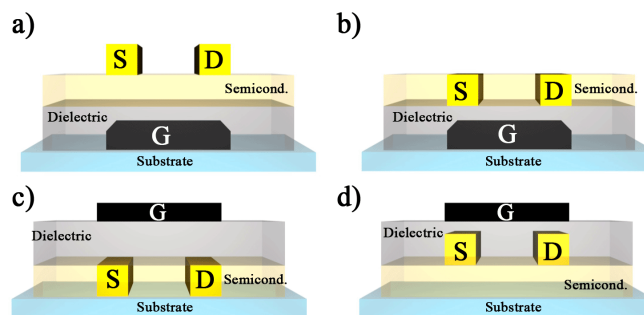 a)
S D
Semicond.
Dielectric
G
Substrate
b)
S D
Semicond.
Dielectric
G
Substrate
c)
G
Dielectric
S D
Semicond.
Substrate
d)
G
Dielectric
S D
Semicond.
Substrate